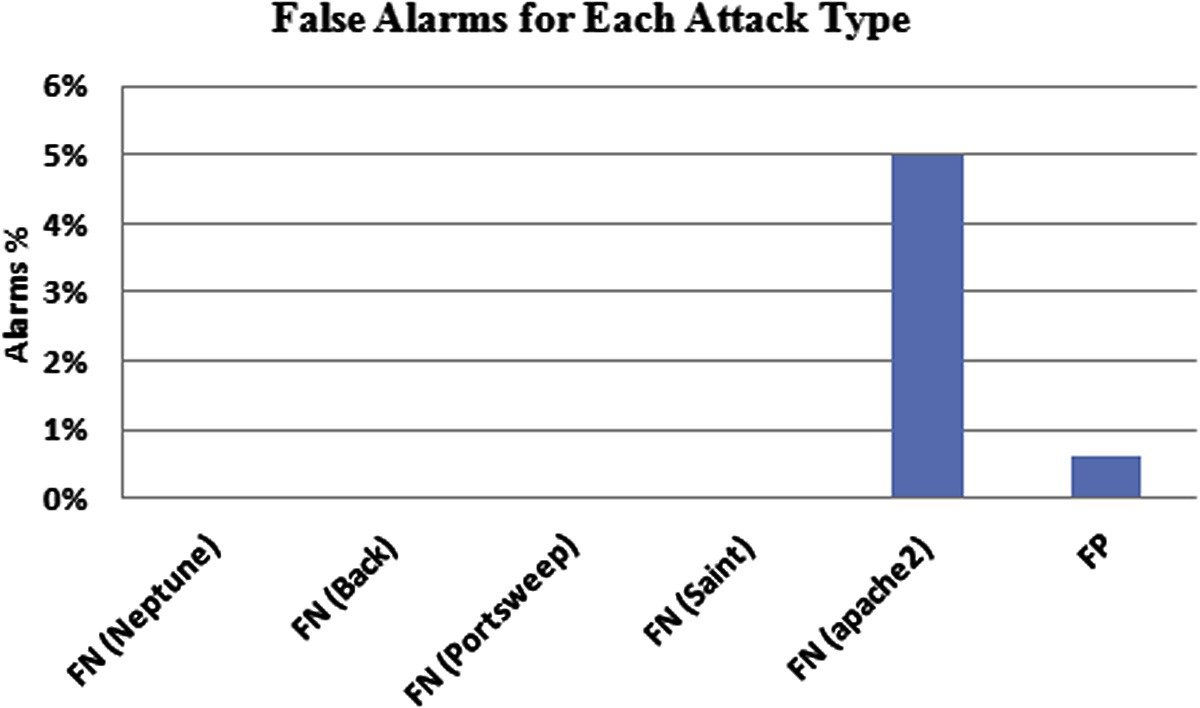 False Alarms for Each Attack Type
6%
5%
4%
3%
2%
1%
0%
Alarms %
FN (Neptune)
FN (Back)
FN (Portsweep)
FN (Saint)
FN (apache2)
FP